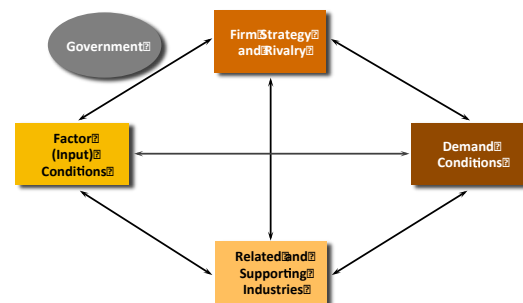 Government
Firm Strategy
and Rivalry
Factor
(Input)
Conditions
Demand
Conditions
Related and
Supporting
Industries